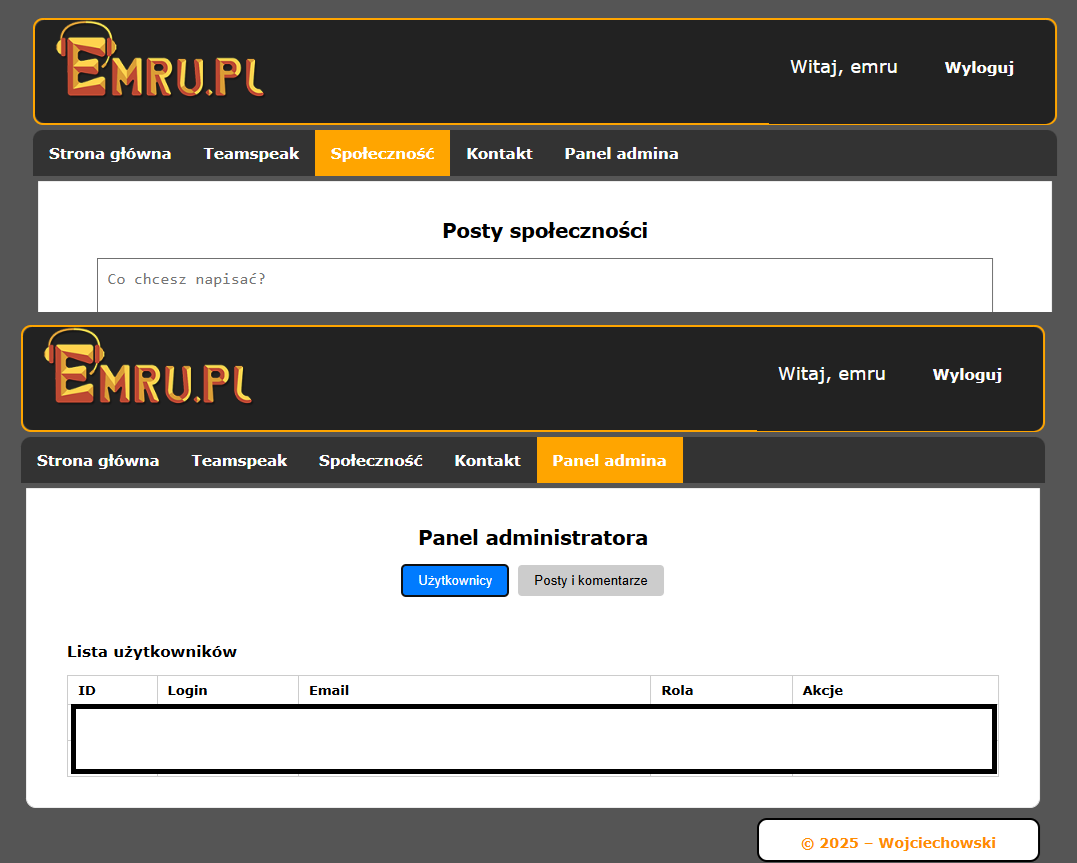 EMRU.PL
Witaj, emru Wyloguj
Strona główna Teamspeak Społeczność Kontakt Panel admina
Posty społeczności
Co chcesz napisać?
EMRU.PL
Witaj, emru Wyloguj
Strona główna Teamspeak Społeczność Kontakt Panel admina
Panel administratora
Użytkownicy Posty i komentarze
Lista użytkowników
ID Login Email Rola Akcje
© 2025 – Wojciechowski